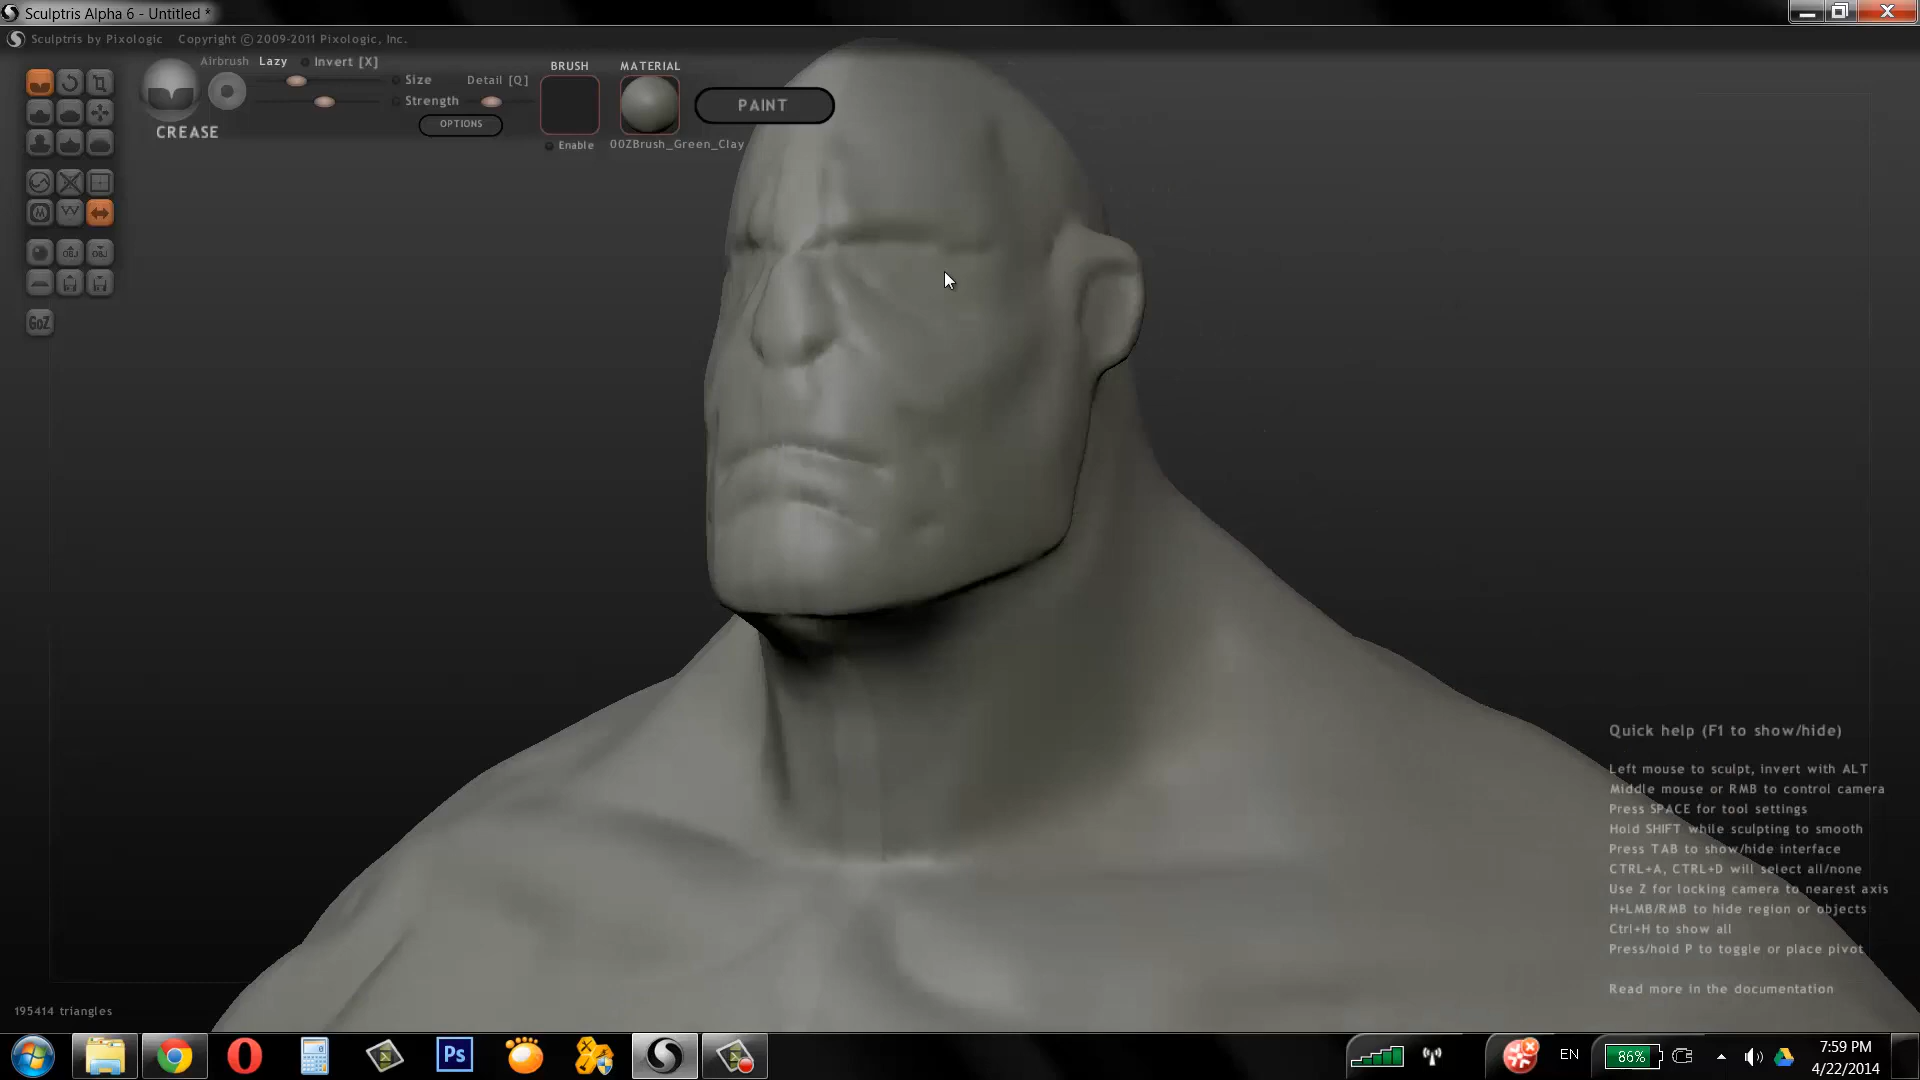 Sculptris Alpha 6 - Untitled *
Sculptris by Pixologic Copyright © 2009-2011 Pixologic, Inc.
Airbrush Lazy Invert [X]
Size Detail [Q]
Strength
OPTIONS
CREASE
BRUSH
Enable
MATERIAL
00ZBrush_Green_Clay
PAINT
OBJ OBJ
GoZ
Quick help (F1 to show/hide)
Left mouse to sculpt, invert with ALT
Middle mouse or RMB to control camera
Press SPACE for tool settings
Hold SHIFT while sculpting to smooth
Press TAB to show/hide interface
CTRL+A, CTRL+D will select all/none
Use Z for locking camera to nearest axis
H+LMB/RMB to hide region or objects
Ctrl+H to show all
Press/hold P to toggle or place pivot
Read more in the documentation
195414 triangles
Ps
EN
86%
7:59 PM
4/22/2014